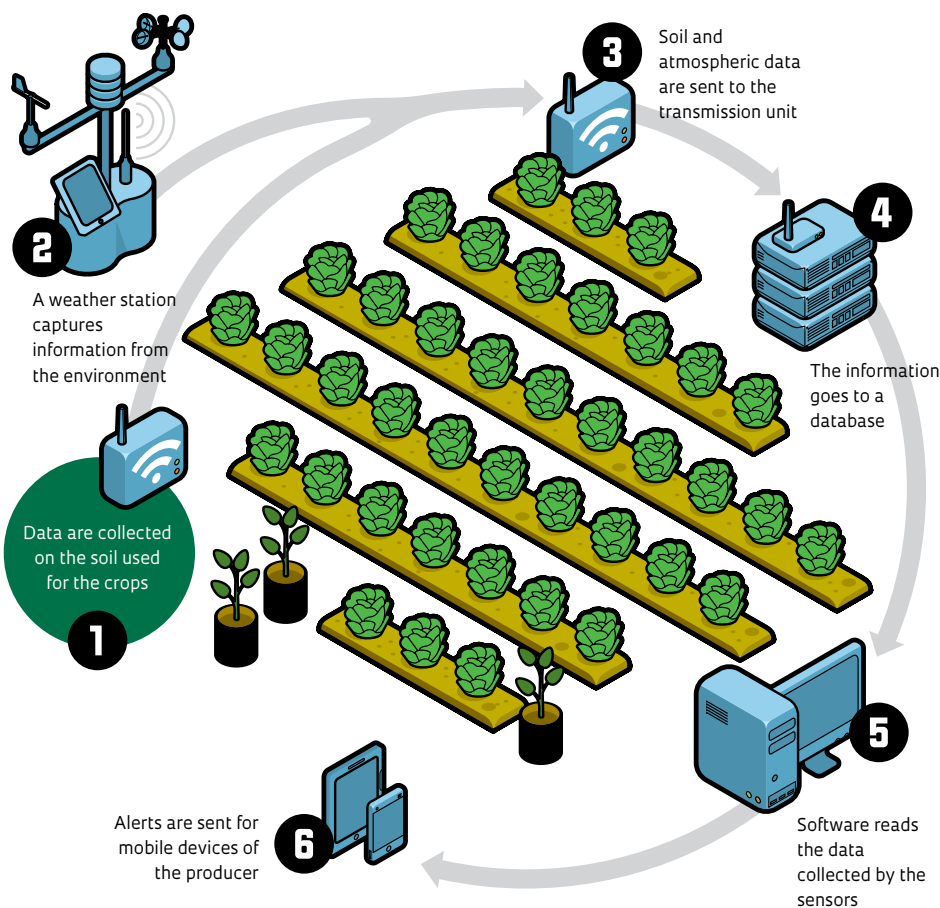 1
Data are collected
on the soil used
for the crops
2
A weather station
captures
information from
the environment
3
Soil and
atmospheric data
are sent to the
transmission unit
4
The information
goes to a
database
5
Software reads
the data
collected by the
sensors
6
Alerts are sent for
mobile devices of
the producer